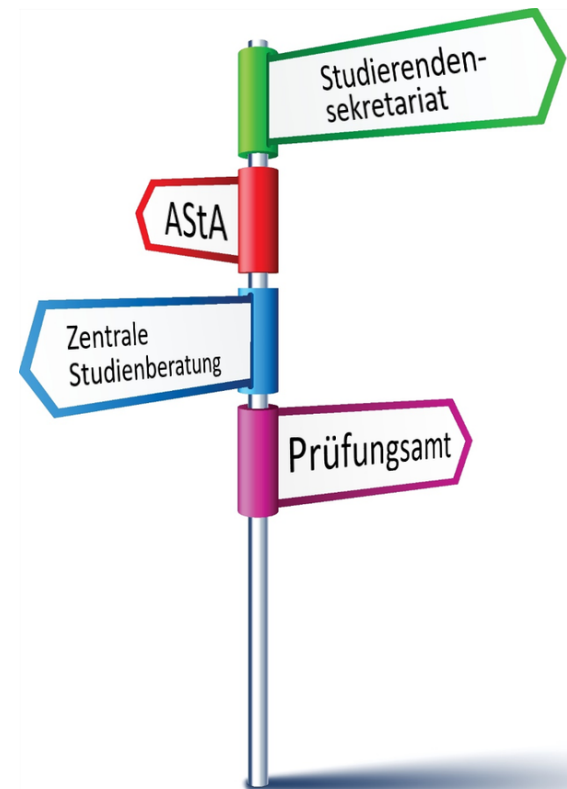 Studierenden-
sekretariat
AStA
Zentrale
Studienberatung
Prüfungsamt